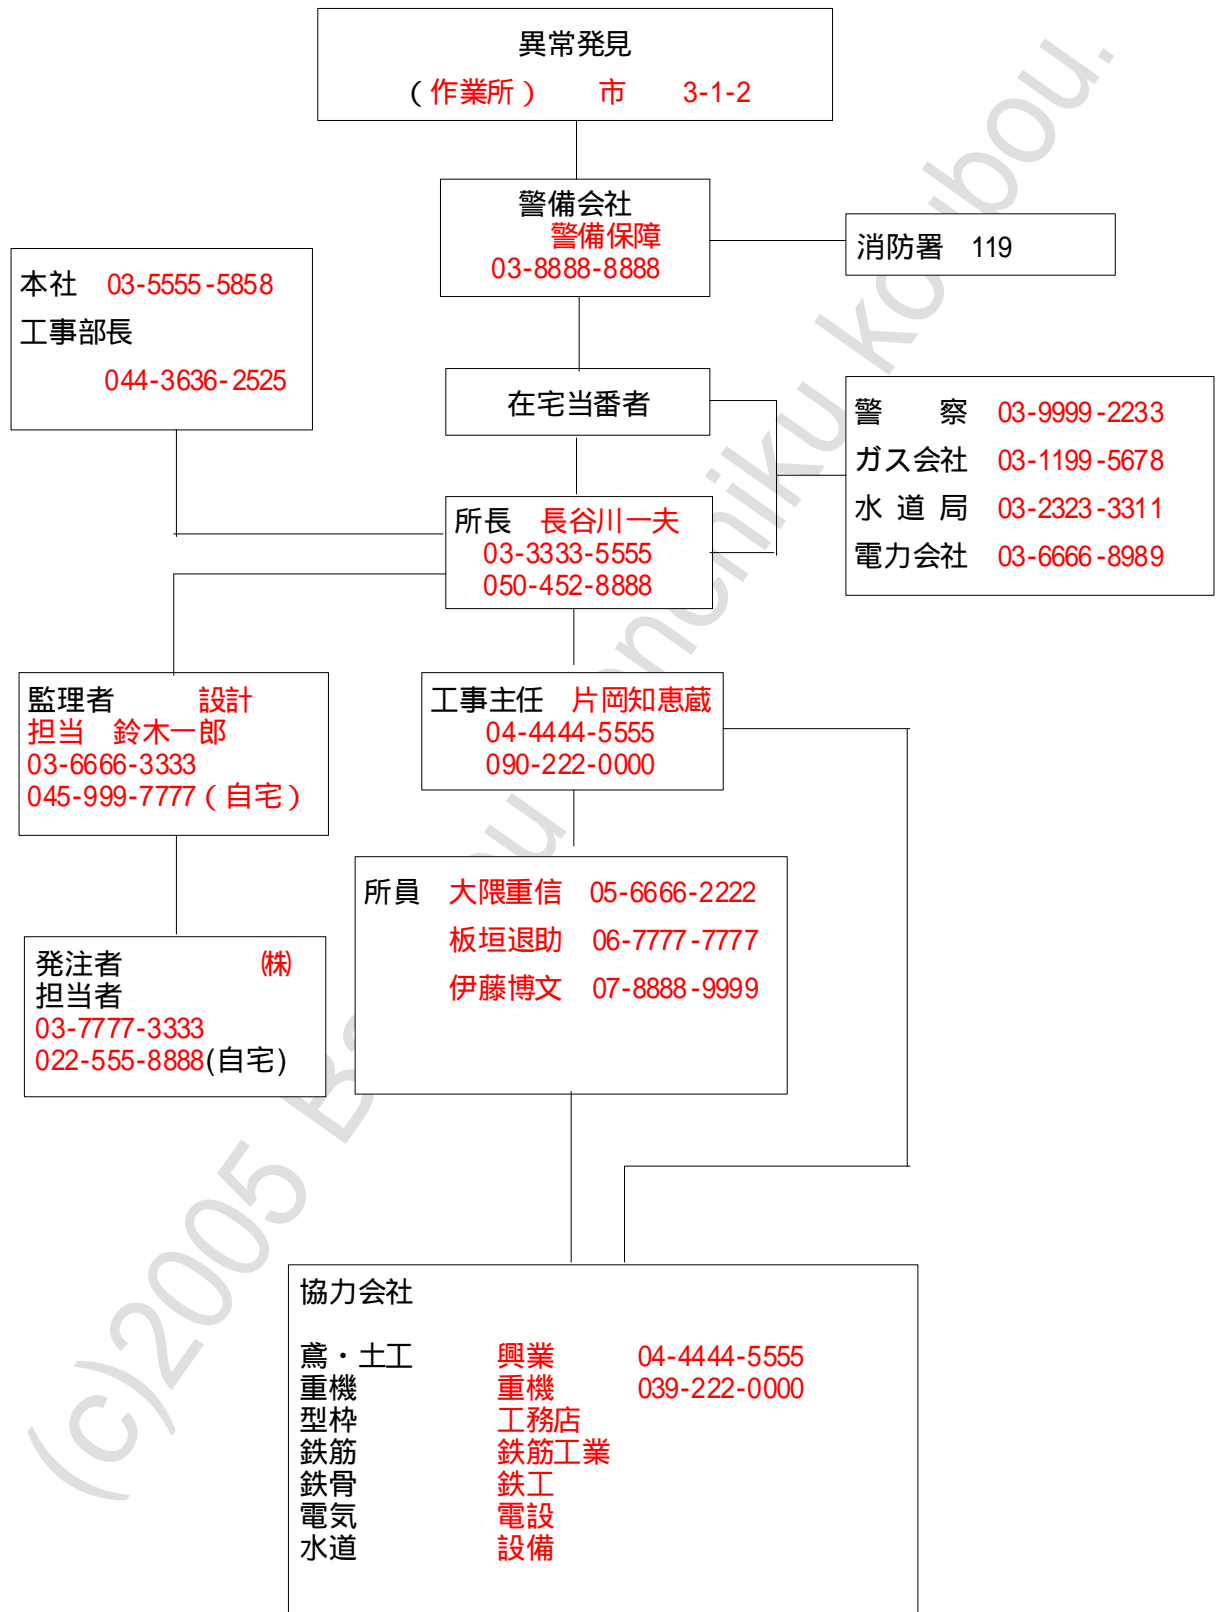 異常発見
（作業所）　市　3-1-2
警備会社
警備保障
03-8888-8888
消防署　119
本社　03-5555-5858
工事部長
044-3636-2525
在宅当番者
警　察　03-9999-2233
ガス会社　03-1199-5678
水 道 局　03-2323-3311
電力会社　03-6666-8989
所長　長谷川一夫
03-3333-5555
050-452-8888
監理者　設計
担当　鈴木一郎
03-6666-3333
045-999-7777（自宅）
工事主任　片岡知恵蔵
04-4444-5555
090-222-0000
所員　大隈重信　05-6666-2222
板垣退助　06-7777-7777
伊藤博文　07-8888-9999
発注者　㈱
担当者
03-7777-3333
022-555-8888(自宅)
協力会社
鳶・土工　興業　04-4444-5555
重機　重機　039-222-0000
型枠　工務店
鉄筋　鉄筋工業
鉄骨　鉄工
電気　電設
水道　設備
(c)2005